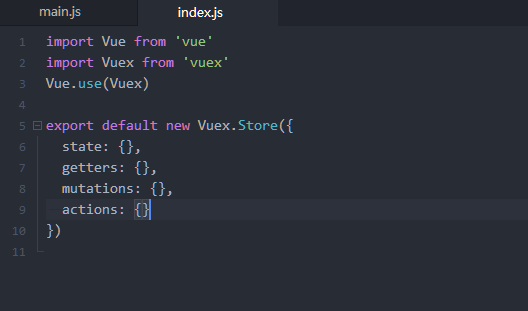 main.js index.js
1 import Vue from 'vue'
2 import Vuex from 'vuex'
3 Vue.use(Vuex)
4
5 export default new Vuex.Store({
6 state: {},
7 getters: {},
8 mutations: {},
9 actions: {}
10 })
11